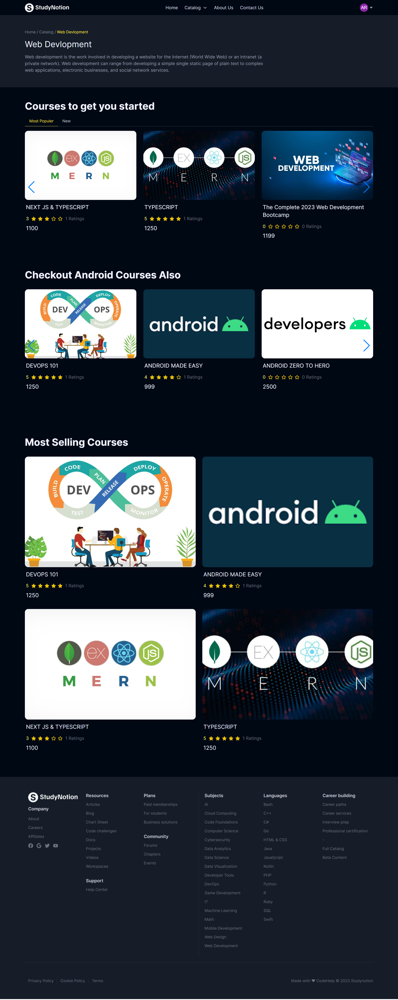 StudyNotion
Home Catalog About Us Contact Us
AR
Home / Catalog / Web Devlopment
Web Devlopment
Web development is the work involved in developing a website for the Internet (World Wide Web) or an intranet (a
private network). Web development can range from developing a simple single static page of plain text to complex
web applications, electronic businesses, and social network services.
Courses to get you started
Most Populer New
ex JS
M E R N
NEXT JS & TYPESCRIPT
3 1 Ratings
1100
EX JS
M E R N
TYPESCRIPT
5 1 Ratings
1250
WEB
DEVELOPMENT
The Complete 2023 Web Development
Bootcamp
0 0 Ratings
1199
Checkout Android Courses Also
CODE
DEPLOY
PLAN
BUILD
DEV
RELEASE
OPS
OPERATE
TEST
MONITOR
DEVOPS 101
5 1 Ratings
1250
android
ANDROID MADE EASY
4 1 Ratings
999
developers
ANDROID ZERO TO HERO
0 0 Ratings
2500
Most Selling Courses
CODE
DEPLOY
PLAN
BUILD
DEV
RELEASE
OPS
OPERATE
TEST
MONITOR
DEVOPS 101
5 1 Ratings
1250
android
ANDROID MADE EASY
4 1 Ratings
999
ex JS
M E R N
NEXT JS & TYPESCRIPT
3 1 Ratings
1100
EX JS
M E R N
TYPESCRIPT
5 1 Ratings
1250
StudyNotion
Company
About
Careers
Affiliates
Resources
Articles
Blog
Chart Sheet
Code challenges
Docs
Projects
Videos
Workspaces
Support
Help Center
Plans
Paid memberships
For students
Business solutions
Community
Forums
Chapters
Events
Subjects
AI
Cloud Computing
Code Foundations
Computer Science
Cybersecurity
Data Analytics
Data Science
Data Visualization
Developer Tools
DevOps
Game Development
IT
Machine Learning
Math
Mobile Development
Web Design
Web Development
Languages
Bash
C++
C#
Go
HTML & CSS
Java
JavaScript
Kotlin
PHP
Python
R
Ruby
SQL
Swift
Career building
Career paths
Career services
Interview prep
Professional certification
-
Full Catalog
Beta Content
Privacy Policy Cookie Policy Terms
Made with ♥ CodeHelp © 2023 Studynotion